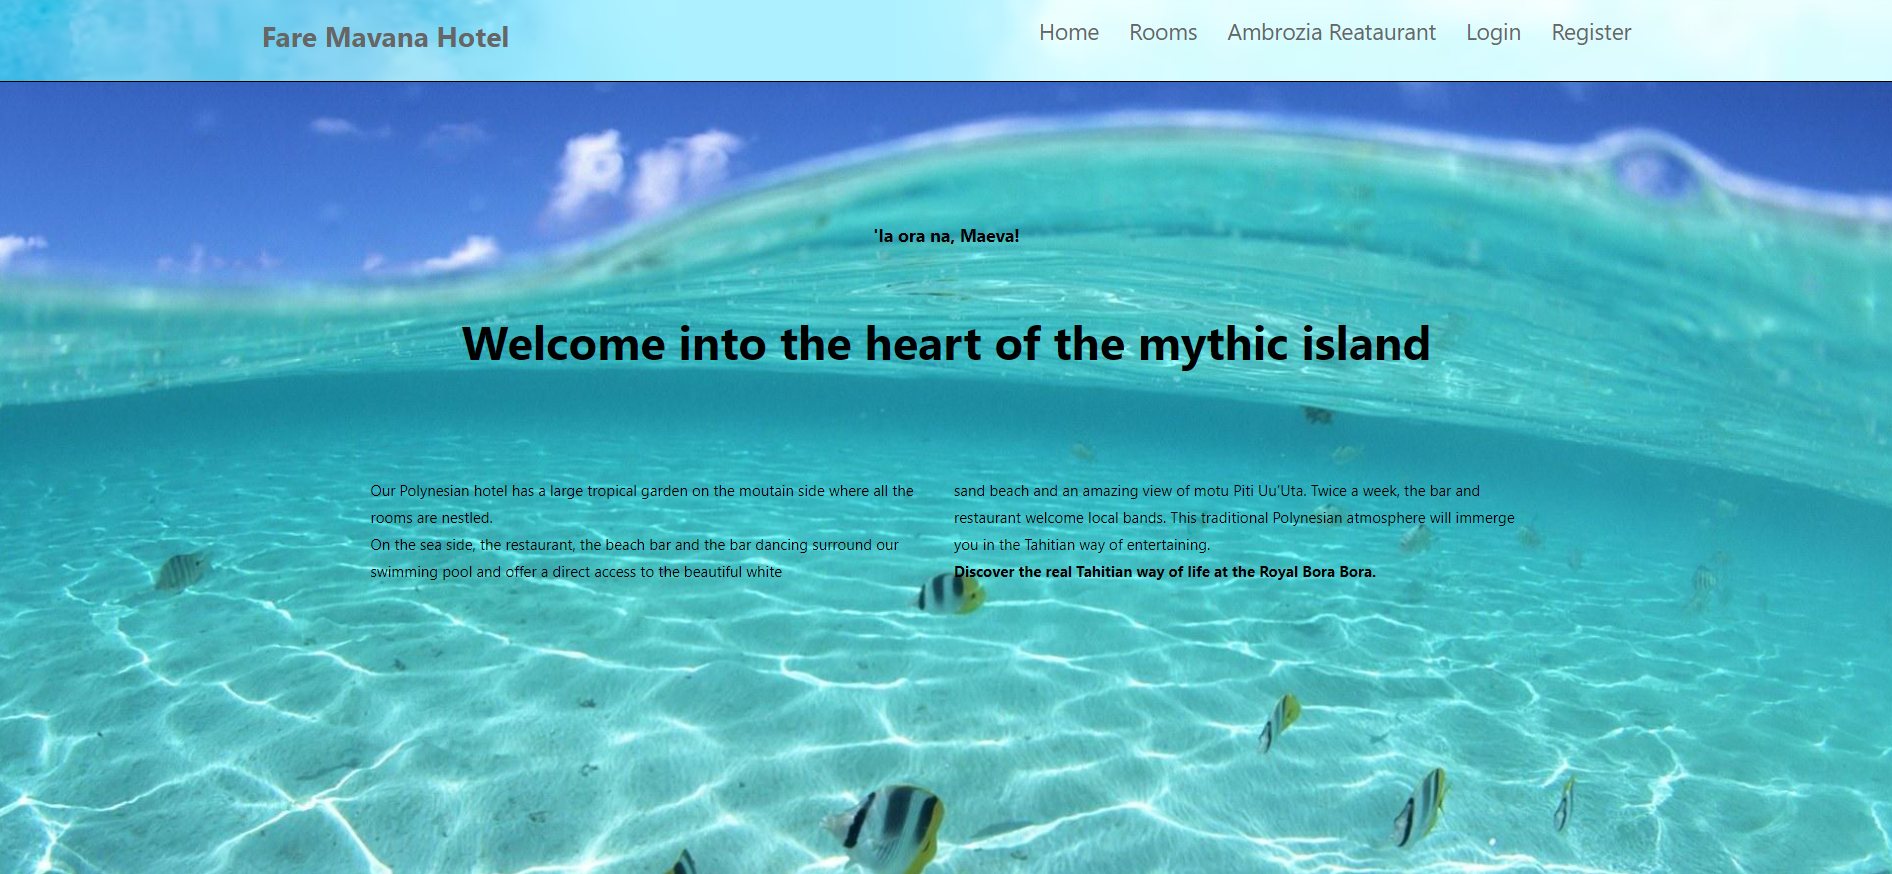 Fare Mavana Hotel
Home Rooms Ambrozia Reataurant Login Register
'Ia ora na, Maeva!
Welcome into the heart of the mythic island
Our Polynesian hotel has a large tropical garden on the moutain side where all the
rooms are nestled.
On the sea side, the restaurant, the beach bar and the bar dancing surround our
swimming pool and offer a direct access to the beautiful white
sand beach and an amazing view of motu Piti Uu'Uta. Twice a week, the bar and
restaurant welcome local bands. This traditional Polynesian atmosphere will immerge
you in the Tahitian way of entertaining.
Discover the real Tahitian way of life at the Royal Bora Bora.